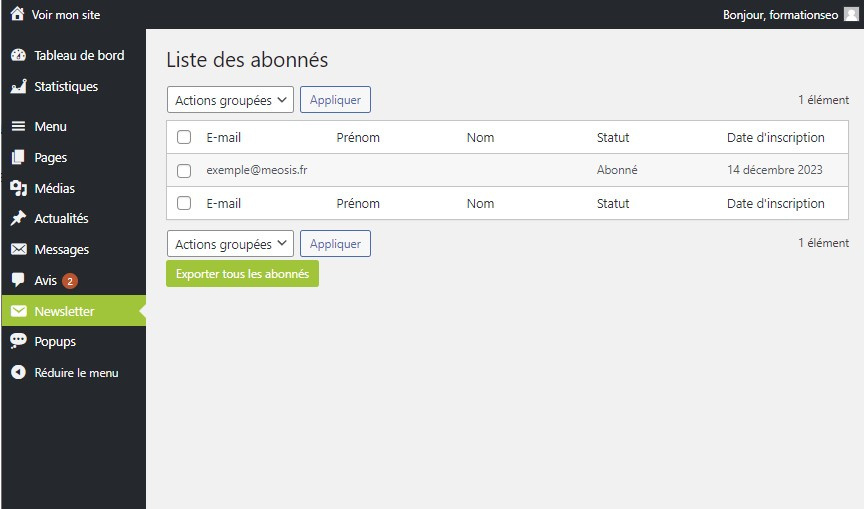 Voir mon site
Bonjour, formationseo
Tableau de bord
Statistiques
Menu
Pages
Médias
Actualités
Messages
Avis 2
Newsletter
Popups
Réduire le menu
Liste des abonnés
Actions groupées Appliquer 1 élément
E-mail Prénom Nom Statut Date d'inscription
exemple@meosis.fr Abonné 14 décembre 2023
E-mail Prénom Nom Statut Date d'inscription
Actions groupées Appliquer 1 élément
Exporter tous les abonnés